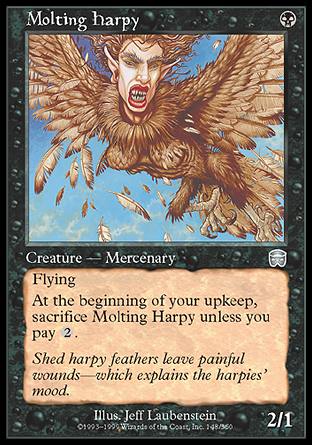 Molting Harpy
Creature — Mercenary
Flying
At the beginning of your upkeep,
sacrifice Molting Harpy unless you
pay 2.
Shed harpy feathers leave painful
wounds—which explains the harpies'
mood.
2/1
Illus. Jeff Laubenstein
©1993–1999 Wizards of the Coast, Inc. 148/350